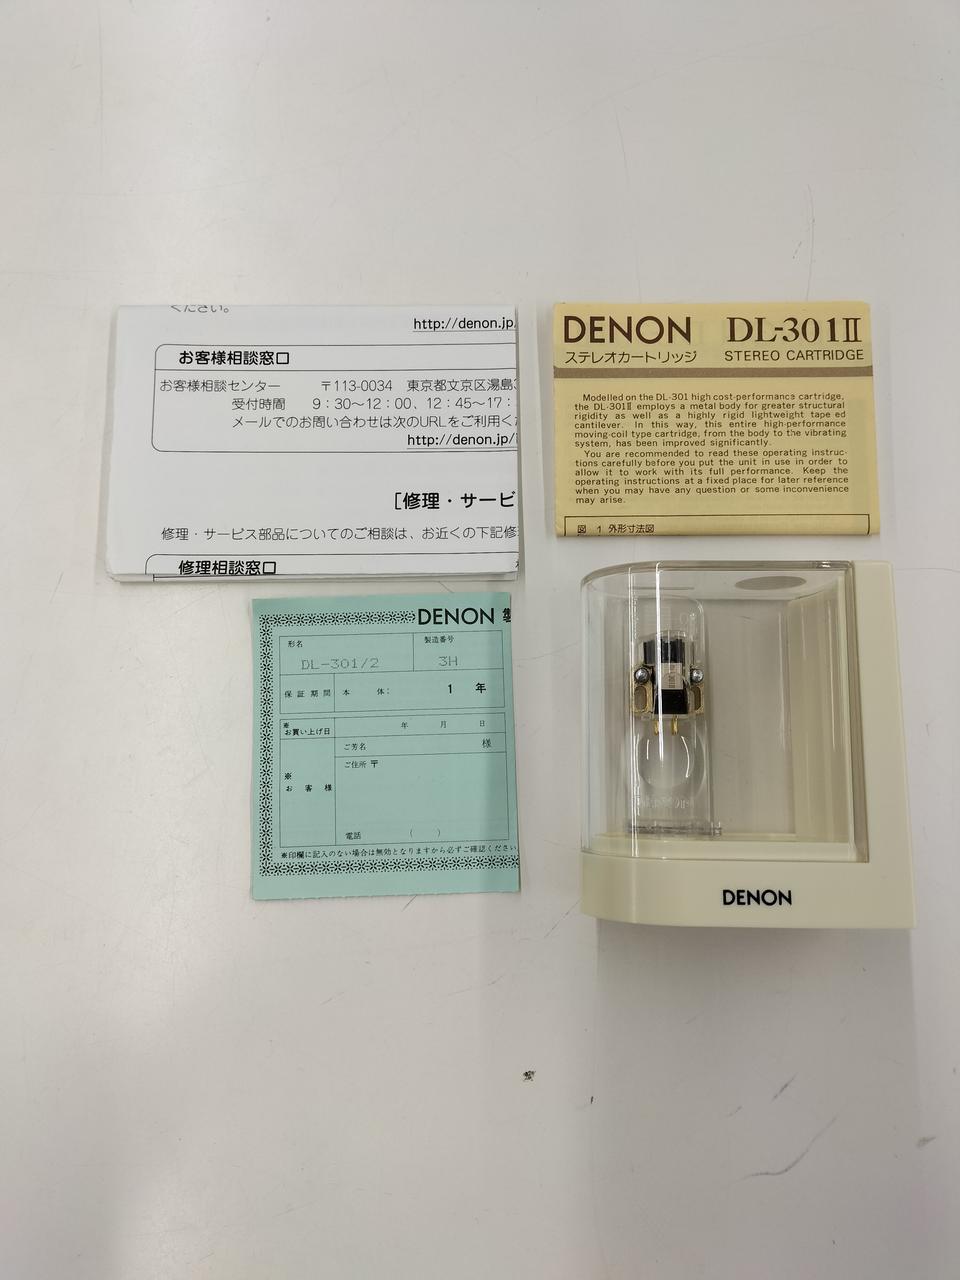 ください。
http://denon.jp
お客様相談窓口
お客様相談センター 〒113-0034 東京都文京区湯島3
受付時間 9：30〜12：00、12：45〜17：
メールでのお問い合わせは次のURLをご利用くだ
http://denon.jp/i
[修理・サービ
修理・サービス部品についてのご相談は、お近くの下記修
修理相談窓口
DENON DL-301II
ステレオカートリッジ STEREO CARTRIDGE
Modelled on the DL-301 high cost-performance cartridge,
the DL-301II employs a metal body for greater structural
rigidity as well as a highly rigid lightweight tape ed
cantilever. In this way, this entire high-performance
moving-coil type cartridge, from the body to the vibrating
system, has been improved significantly.
You are recommended to read these operating instruc-
tions carefully before you put the unit in use in order to
allow it to work with its full performance. Keep the
operating instructions at a fixed place for later reference
when you may have any question or some inconvenience
may arise.
図 1 外形寸法図
DENON 製
形名 製造番号
DL-301/2 3H
保証期間 本 体： 1 年
※お買い上げ日 年 月 日
ご芳名 様
ご住所 〒
※
お 客 様
電話 （ ）
※印欄に記入のない場合は無効となりますから必ずご確認ください
DENON